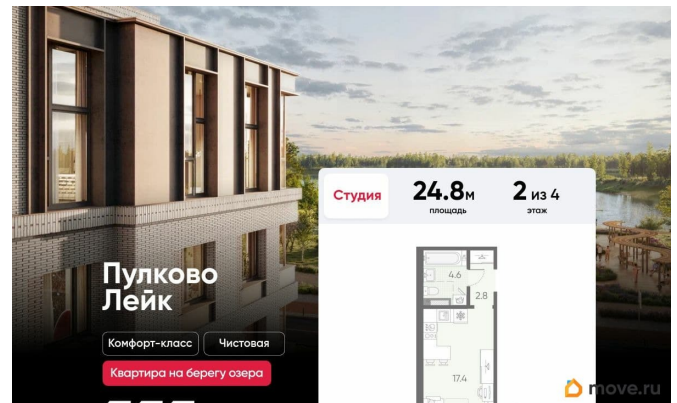 Студия
24.8м
площадь
2 из 4
этаж
4.6
2.8
17.4
Пулково
Лейк
Комфорт-класс
Чистовая
Квартира на берегу озера
move.ru